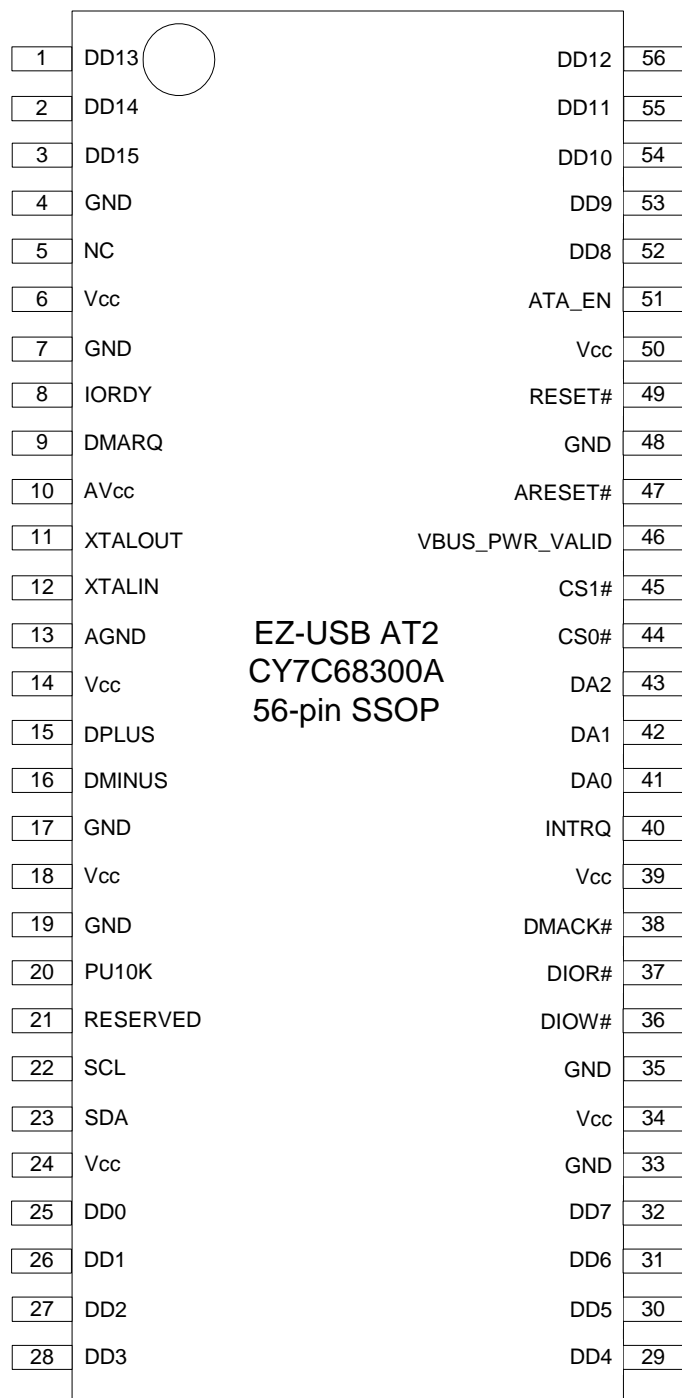 1 DD13 DD12 56
2 DD14 DD11 55
3 DD15 DD10 54
4 GND DD9 53
5 NC DD8 52
6 Vcc ATA_EN 51
7 GND Vcc 50
8 IORDY RESET# 49
9 DMARQ GND 48
10 AVcc ARESET# 47
11 XTALOUT VBUS_PWR_VALID 46
12 XTALIN CS1# 45
13 AGND EZ-USB AT2 CS0# 44
14 Vcc CY7C68300A DA2 43
15 DPLUS 56-pin SSOP DA1 42
16 DMINUS DA0 41
17 GND INTRQ 40
18 Vcc Vcc 39
19 GND DMACK# 38
20 PU10K DIOR# 37
21 RESERVED DIOW# 36
22 SCL GND 35
23 SDA Vcc 34
24 Vcc GND 33
25 DD0 DD7 32
26 DD1 DD6 31
27 DD2 DD5 30
28 DD3 DD4 29